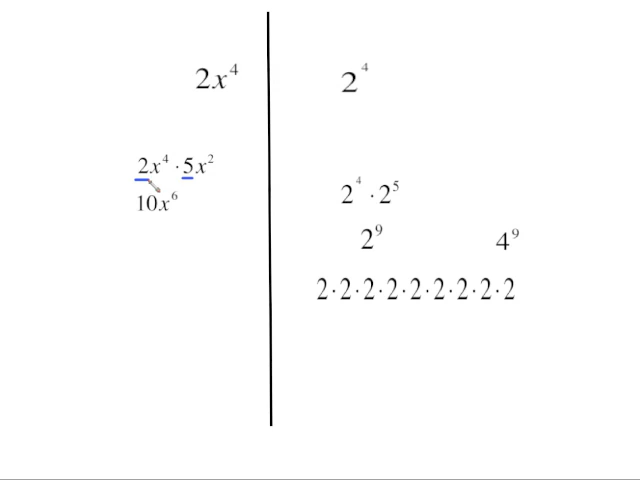 2x⁴
2x⁴ · 5x²
10x⁶
2⁴
2⁴ · 2⁵
2⁹ 4⁹
2·2·2·2·2·2·2·2·2